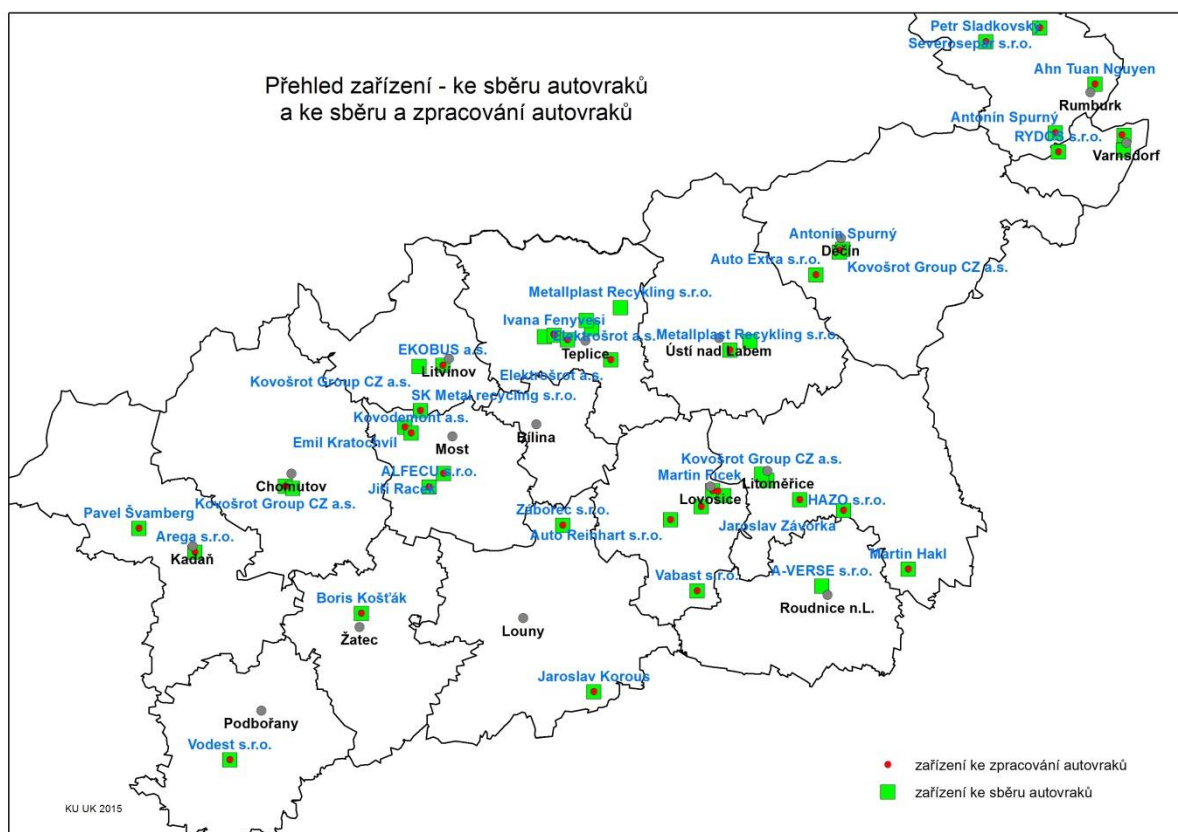 Petr Sladkovský
Severosepar s.r.o.
Přehled zařízení - ke sběru autovraků
a ke sběru a zpracování autovraků
Ahn Tuan Nguyen
Rumburk
Antonín Spurný
RYDOS s.r.o.
Varnsdorf
Antonín Spurný
Děčín
Auto Extra s.r.o.
Kovošrot Group CZ a.s.
Metallplast Recykling s.r.o.
Ivana Fenyvesi
Elektrošrot a.s.
Metallplast Recykling s.r.o.
Teplice
Ústí nad Labem
EKOBUS a.s.
Litvínov
Elektrošrot a.s.
Kovošrot Group CZ a.s.
SK Metal recycling s.r.o.
Kovodemont a.s.
Emil Kratochvíl
Most
Bílina
Kovošrot Group CZ a.s.
ALFECU s.r.o.
Martin Ricek
Litoměřice
Chomutov
Jiří Racek
Lovosice
Kovošrot Group CZ a.s.
HAZO s.r.o.
Pavel Švamberg
Záborec s.r.o.
Jaroslav Závorka
Arega s.r.o.
Auto Reinhart s.r.o.
Kadaň
Martin Hakl
Vabast s.r.o.
A-VERSE s.r.o.
Boris Košťák
Roudnice n.L.
Louny
Žatec
Jaroslav Korous
Podbořany
Vodest s.r.o.
zařízení ke zpracování autovraků
zařízení ke sběru autovraků
KU UK 2015